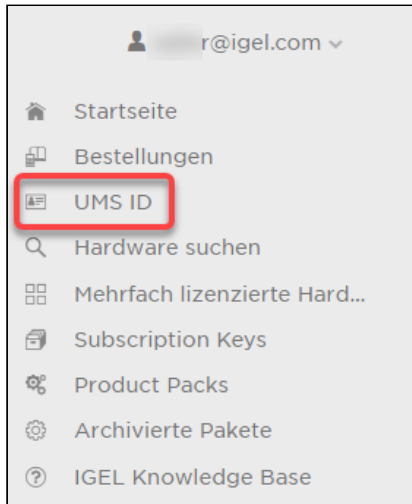 r@igel.com
Startseite
Bestellungen
UMS ID
Hardware suchen
Mehrfach lizenzierte Hard...
Subscription Keys
Product Packs
Archivierte Pakete
IGEL Knowledge Base